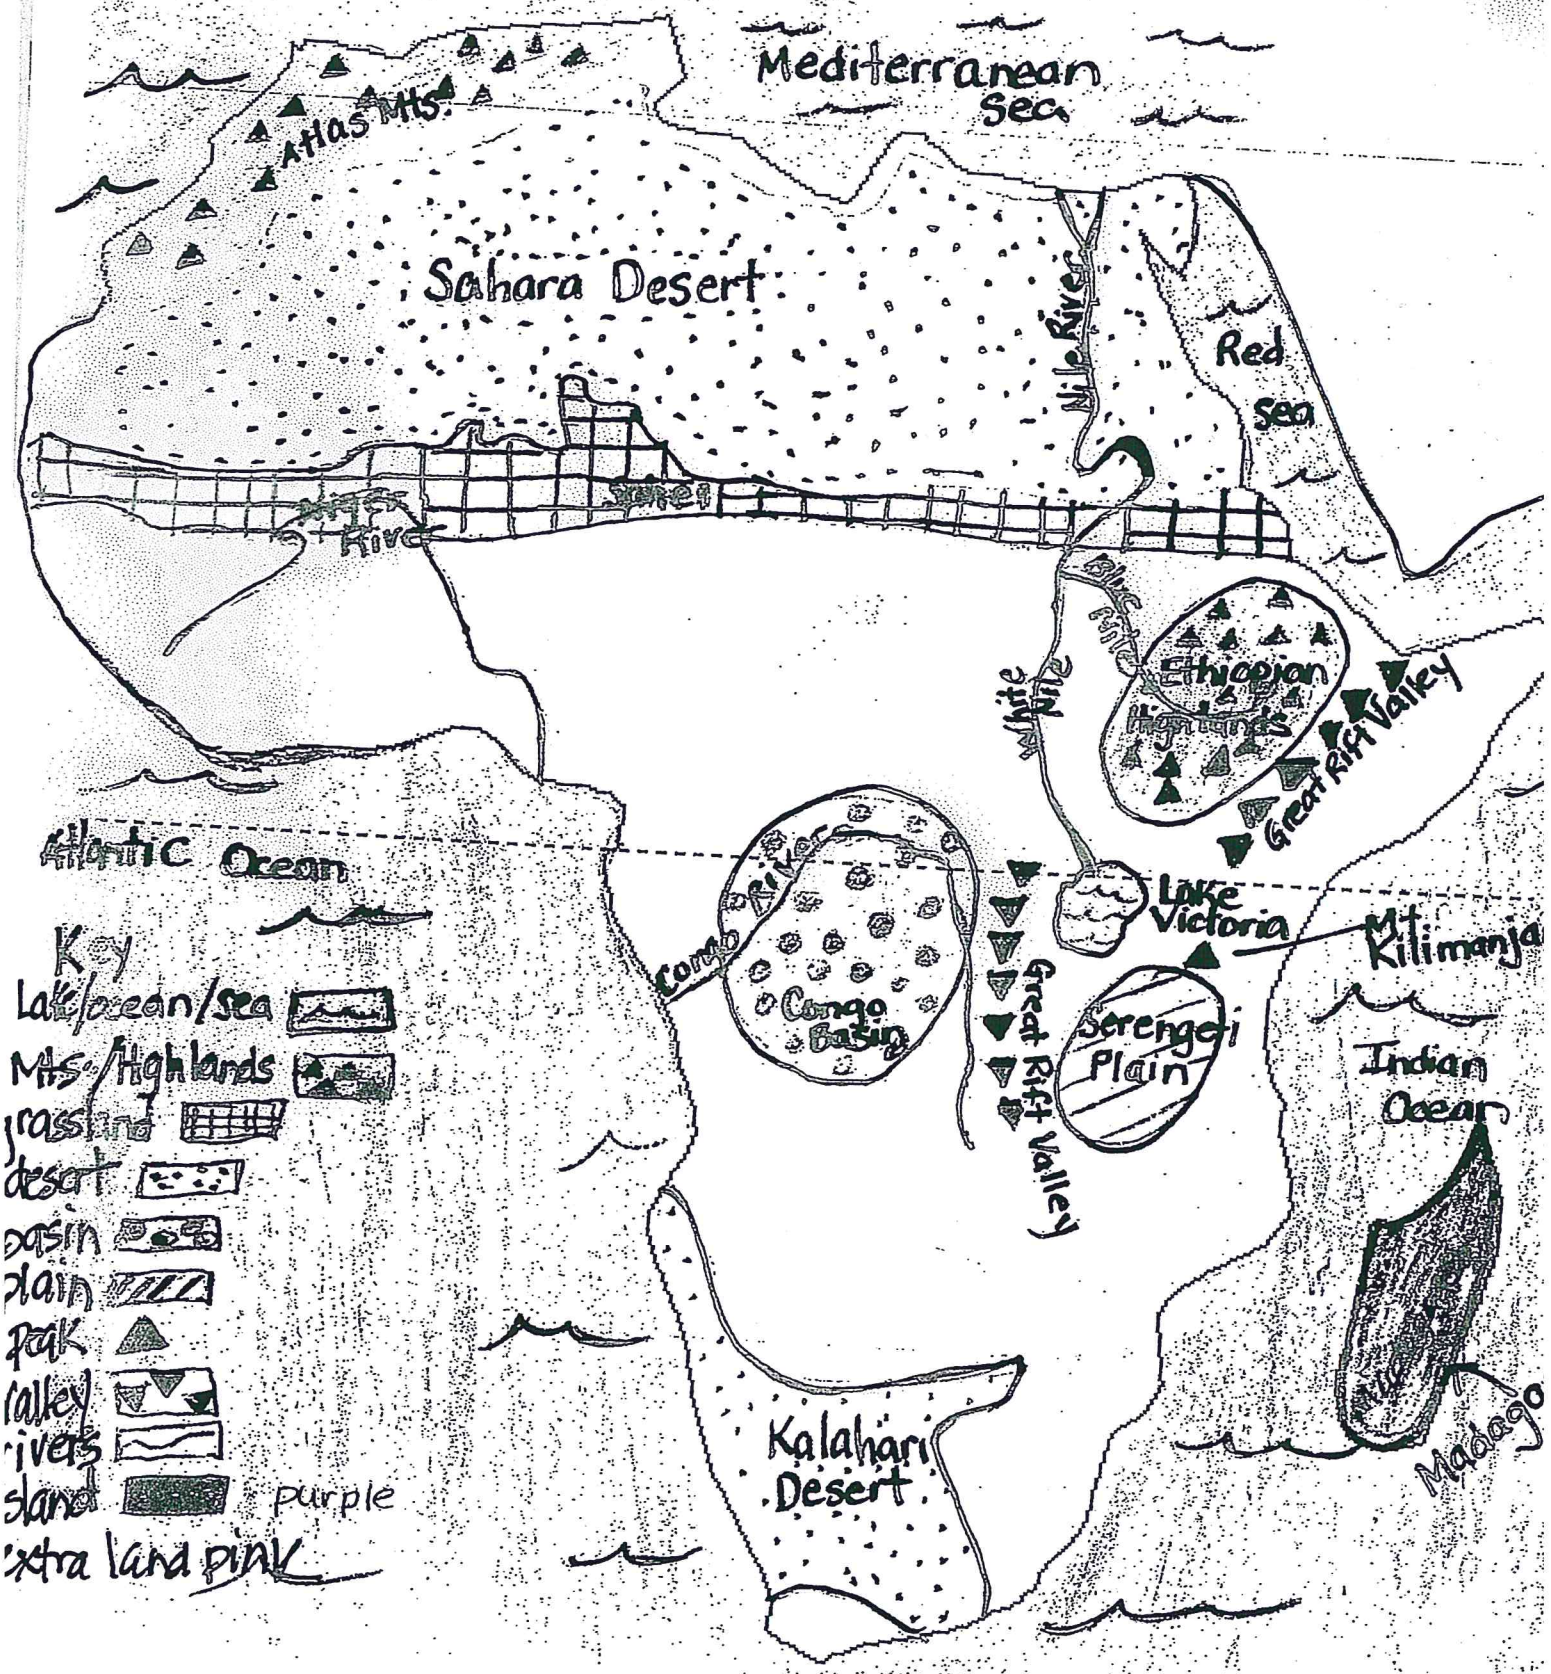 Mediterranean
Sea
Atlas Mts.
Sahara Desert
Nile River
Red
Sea
Niger
River
Sahel
Blue
Nile
White
Nile
Ethiopian
Highlands
Great Rift Valley
Atlantic Ocean
Congo River
Lake
Victoria
Mt.
Kilimanja
Congo
Basin
Great Rift Valley
Serengeti
Plain
Indian
Ocean
Kalahari
Desert
Madaga
Key
Lake/ocean/sea
Mts./Highlands
grassland
desert
basin
plain
peak
valley
rivers
island purple
extra land pink